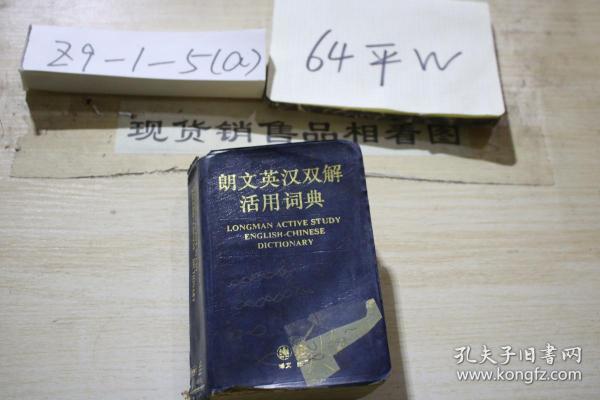 Z9-1-5(a)
64平W
现货销售品相看图
朗文英汉双解
活用词典
LONGMAN ACTIVE STUDY
ENGLISH-CHINESE
DICTIONARY
孔夫子旧书网
www.kongfz.com